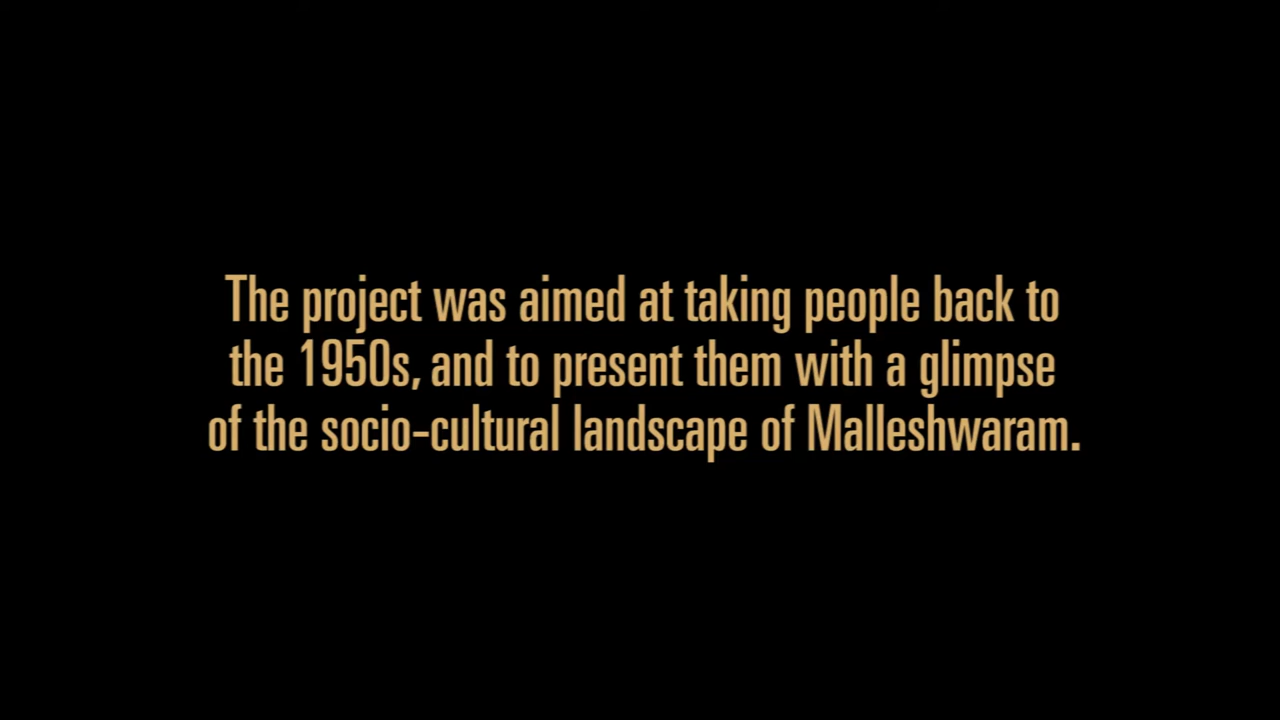 The project was aimed at taking people back to
the 1950s, and to present them with a glimpse
of the socio-cultural landscape of Malleshwaram.